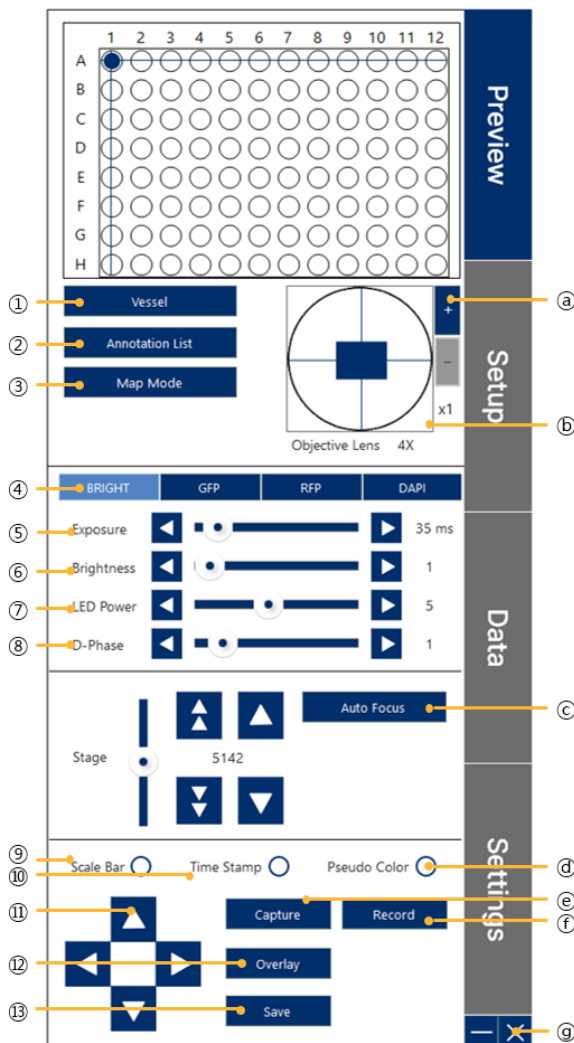 1 2 3 4 5 6 7 8 9 10 11 12
A
B
C
D
E
F
G
H
Preview
① Vessel
ⓐ +
② Annotation List
③ Map Mode
−
x1
ⓑ
Objective Lens 4X
Setup
④ BRIGHT GFP RFP DAPI
⑤ Exposure 35 ms
⑥ Brightness 1
⑦ LED Power 5
⑧ D-Phase 1
Data
Auto Focus ⓒ
Stage 5142
⑨ Scale Bar ⑩ Time Stamp Pseudo Color ⓓ
Settings
⑪ Capture ⓔ Record ⓕ
⑫ Overlay
⑬ Save
ⓖ